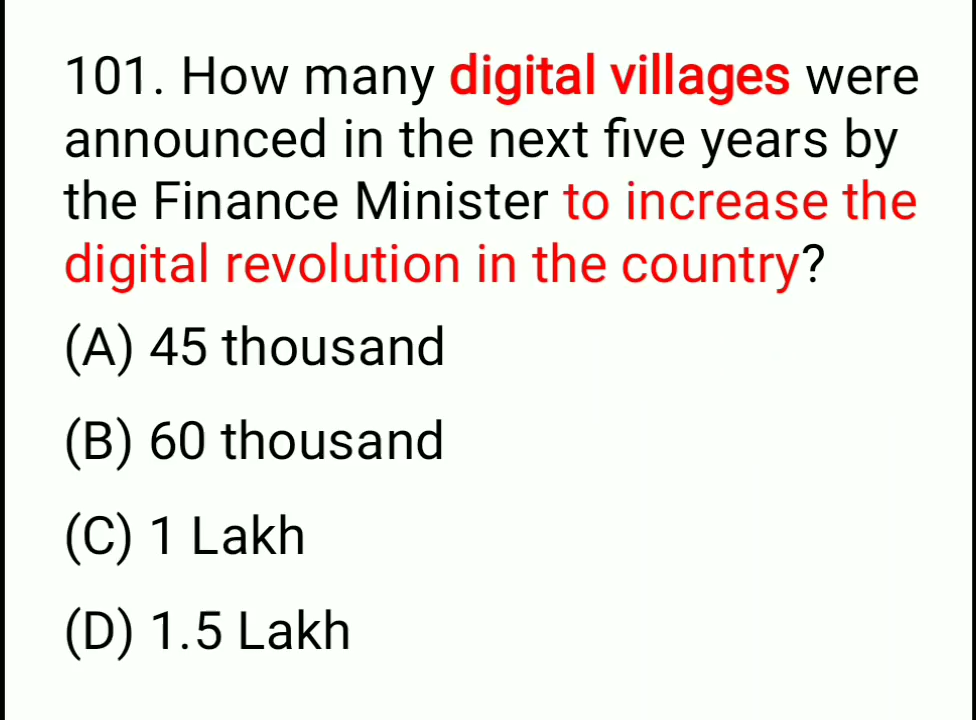 101. How many digital villages were
announced in the next five years by
the Finance Minister to increase the
digital revolution in the country?
(A) 45 thousand
(B) 60 thousand
(C) 1 Lakh
(D) 1.5 Lakh